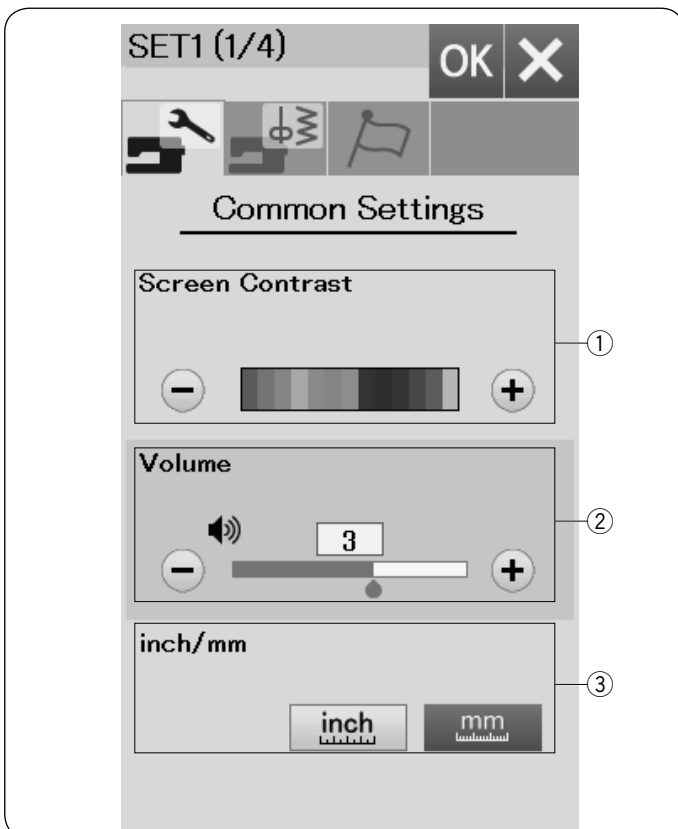 SET1 (1/4)
OK
Common Settings
Screen Contrast
①
Volume
3
②
inch/mm
inch
mm
③